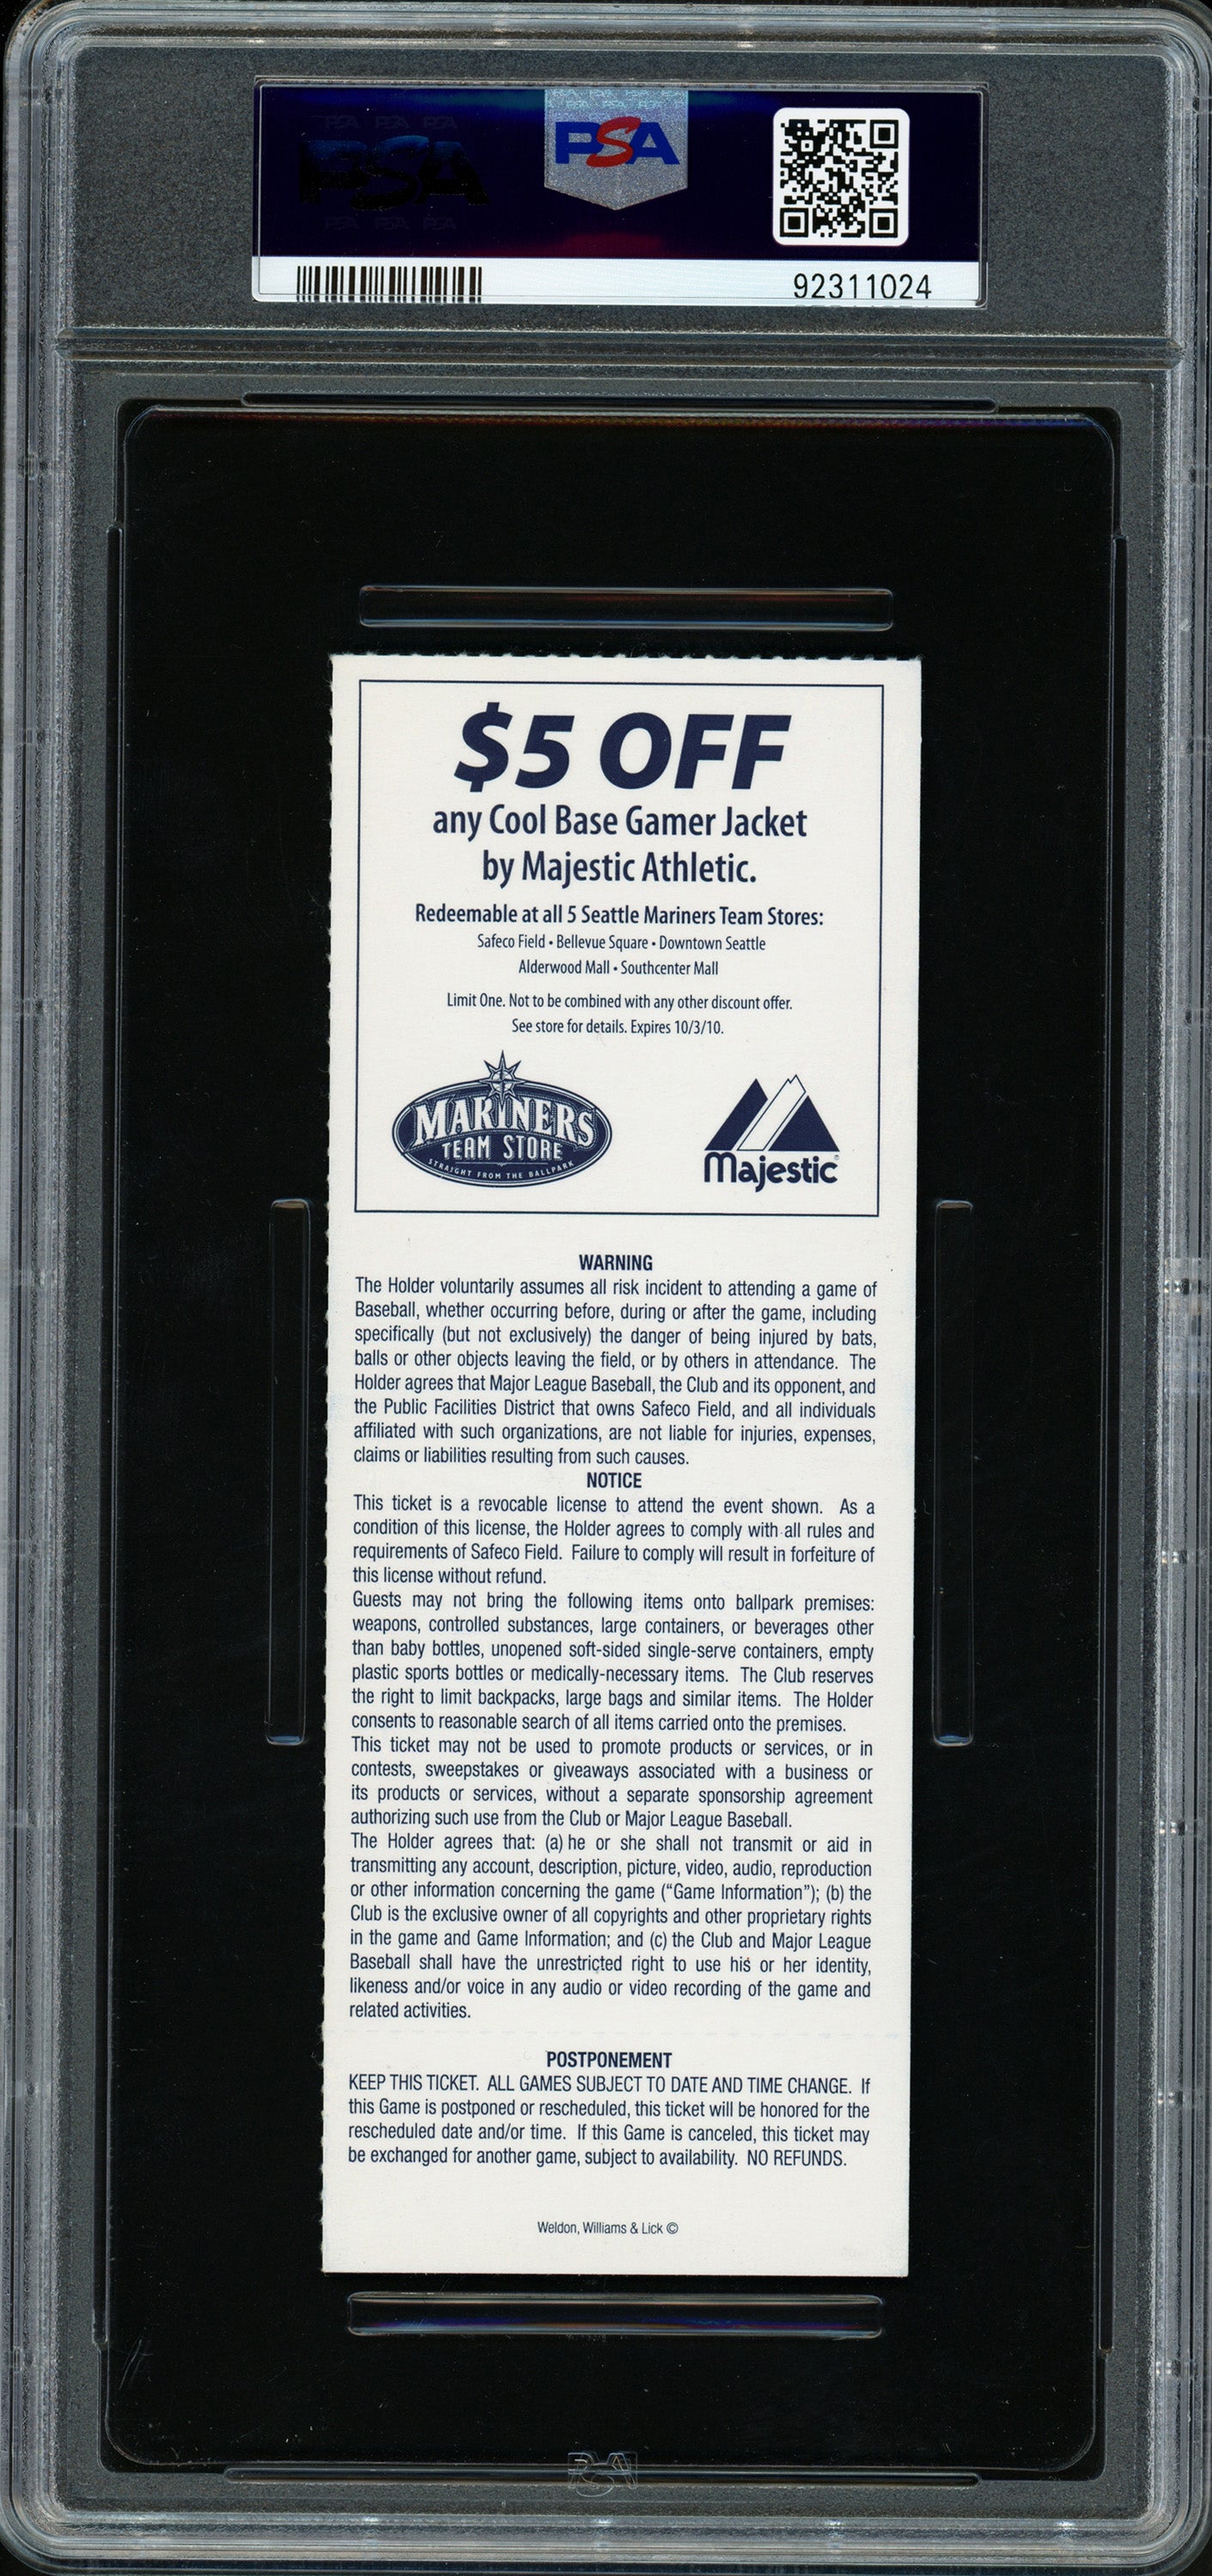 PSA
92311024
$5 OFF
any Cool Base Gamer Jacket
by Majestic Athletic.
Redeemable at all 5 Seattle Mariners Team Stores:
Safeco Field • Bellevue Square • Downtown Seattle
Alderwood Mall • Southcenter Mall
Limit One. Not to be combined with any other discount offer.
See store for details. Expires 10/3/10.
MARINERS
TEAM STORE
STRAIGHT FROM THE BALLPARK
Majestic
WARNING
The Holder voluntarily assumes all risk incident to attending a game of
Baseball, whether occurring before, during or after the game, including
specifically (but not exclusively) the danger of being injured by bats,
balls or other objects leaving the field, or by others in attendance. The
Holder agrees that Major League Baseball, the Club and its opponent, and
the Public Facilities District that owns Safeco Field, and all individuals
affiliated with such organizations, are not liable for injuries, expenses,
claims or liabilities resulting from such causes.
NOTICE
This ticket is a revocable license to attend the event shown. As a
condition of this license, the Holder agrees to comply with all rules and
requirements of Safeco Field. Failure to comply will result in forfeiture of
this license without refund.
Guests may not bring the following items onto ballpark premises:
weapons, controlled substances, large containers, or beverages other
than baby bottles, unopened soft-sided single-serve containers, empty
plastic sports bottles or medically-necessary items. The Club reserves
the right to limit backpacks, large bags and similar items. The Holder
consents to reasonable search of all items carried onto the premises.
This ticket may not be used to promote products or services, or in
contests, sweepstakes or giveaways associated with a business or
its products or services, without a separate sponsorship agreement
authorizing such use from the Club or Major League Baseball.
The Holder agrees that: (a) he or she shall not transmit or aid in
transmitting any account, description, picture, video, audio, reproduction
or other information concerning the game (“Game Information”); (b) the
Club is the exclusive owner of all copyrights and other proprietary rights
in the game and Game Information; and (c) the Club and Major League
Baseball shall have the unrestricted right to use his or her identity,
likeness and/or voice in any audio or video recording of the game and
related activities.
POSTPONEMENT
KEEP THIS TICKET. ALL GAMES SUBJECT TO DATE AND TIME CHANGE. If
this Game is postponed or rescheduled, this ticket will be honored for the
rescheduled date and/or time. If this Game is canceled, this ticket may
be exchanged for another game, subject to availability. NO REFUNDS.
Weldon, Williams & Lick ©
PSA